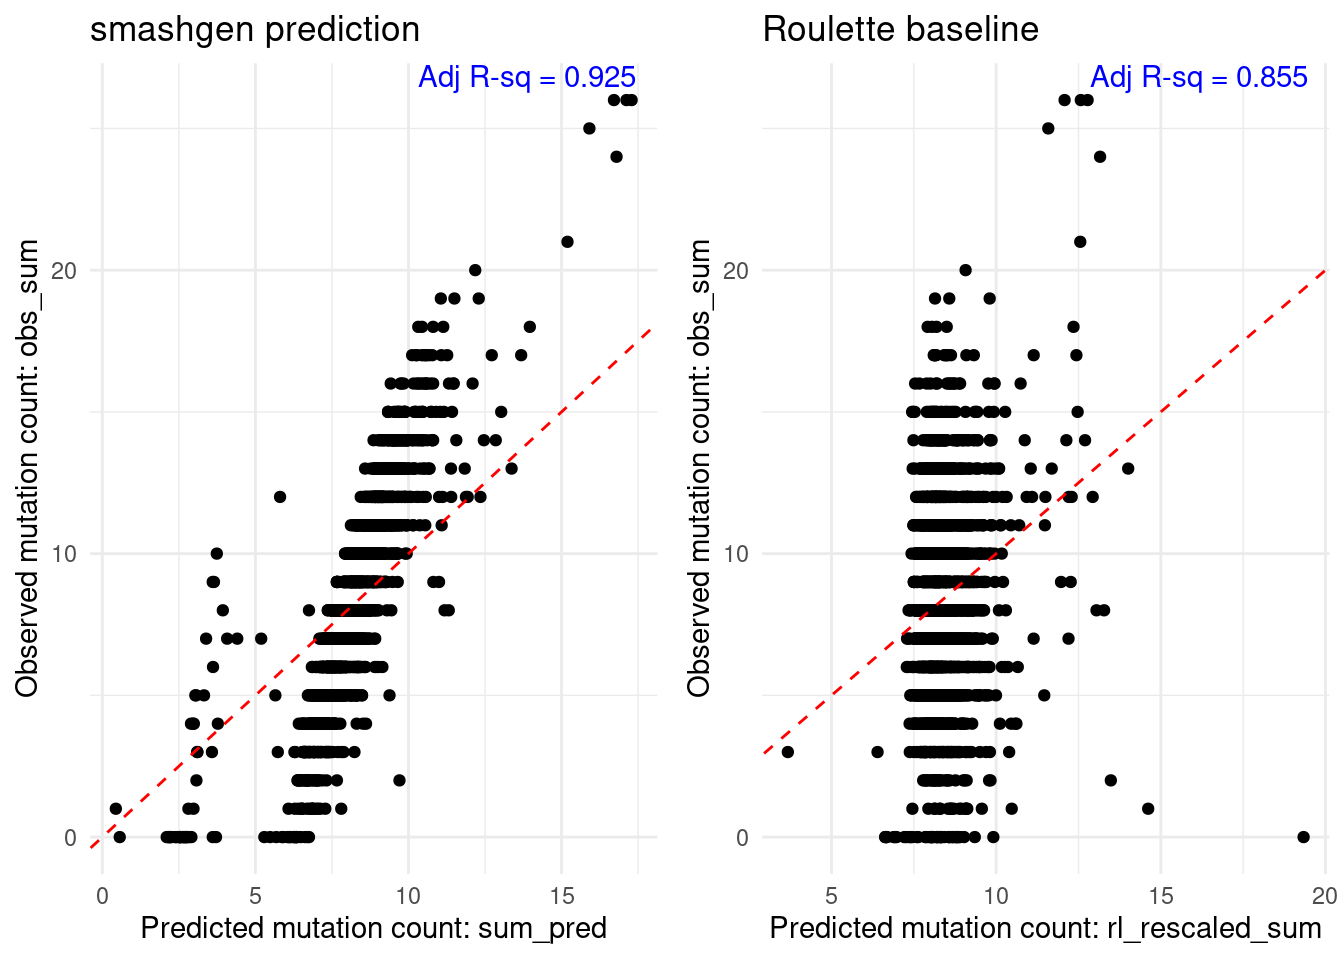 smashgen prediction
Adj R-sq = 0.925
Observed mutation count: obs_sum
20
10
0
0
5
10
15
Predicted mutation count: sum_pred
Roulette baseline
Adj R-sq = 0.855
Observed mutation count: obs_sum
20
10
0
5
10
15
20
Predicted mutation count: rl_rescaled_sum